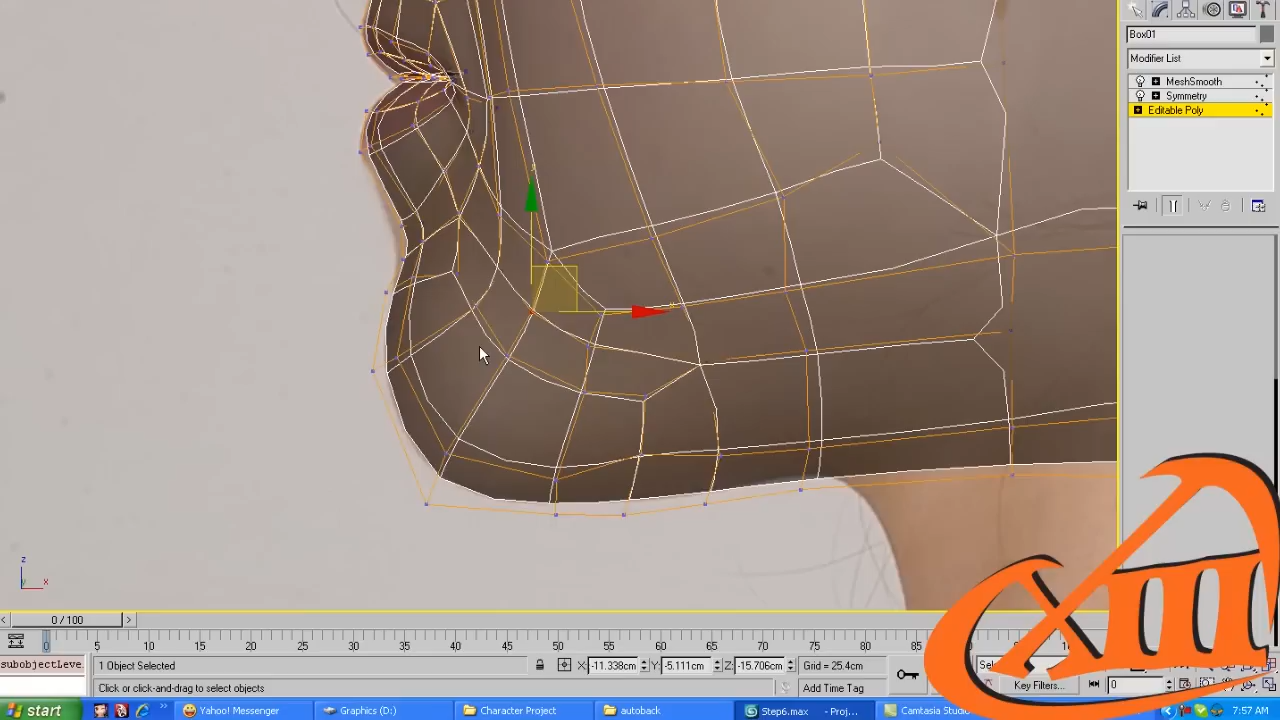 Box01
Modifier List
MeshSmooth
Symmetry
Editable Poly
z
x
0 / 100
0 5 10 15 20 25 30 35 40 45 50 55 60 65 70 75 80 85 90
subobjectLeve
1 Object Selected
X: -11.338cm Y: -5.111cm Z: -15.706cm
Grid = 25.4cm
Click or click-and-drag to select objects
Add Time Tag
Key Filters...
0
start
Yahoo! Messenger
Graphics (D:)
Character Project
autoback
Step6.max - Proj...
Camtasia Studio
7:57 AM
XIII